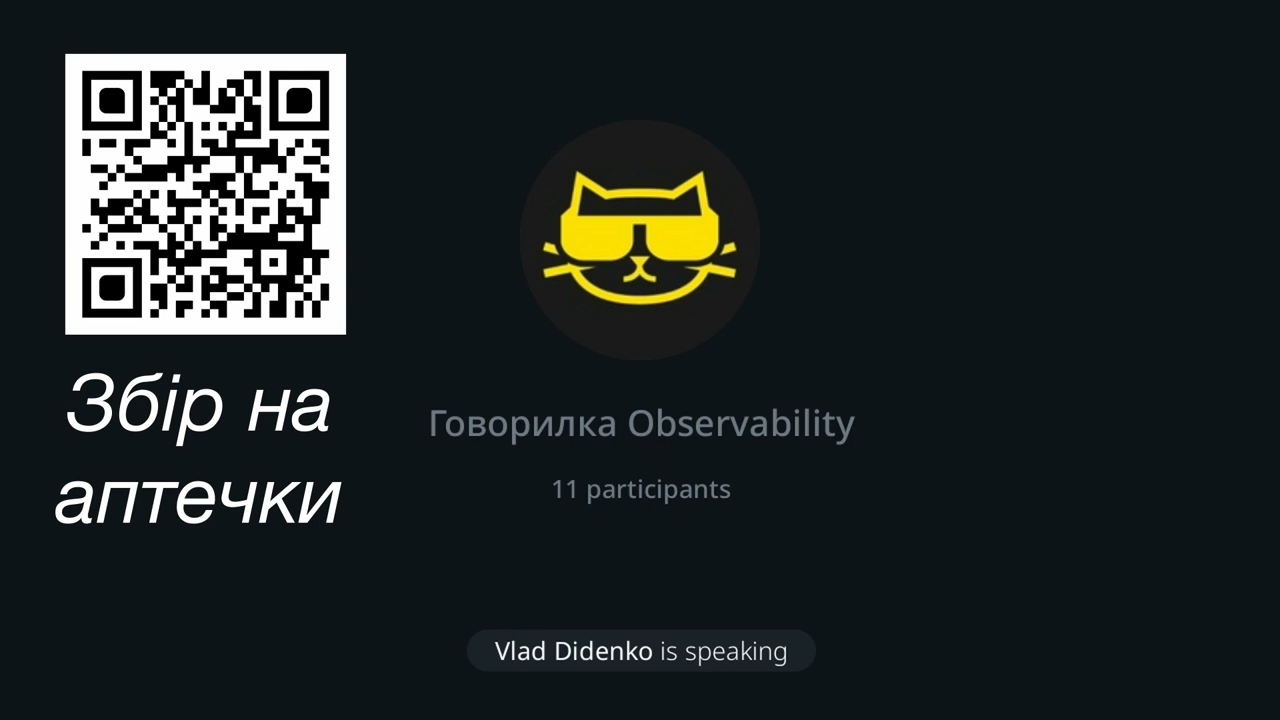 Збір на
аптечки
Говорилка Observability
11 participants
Vlad Didenko is speaking